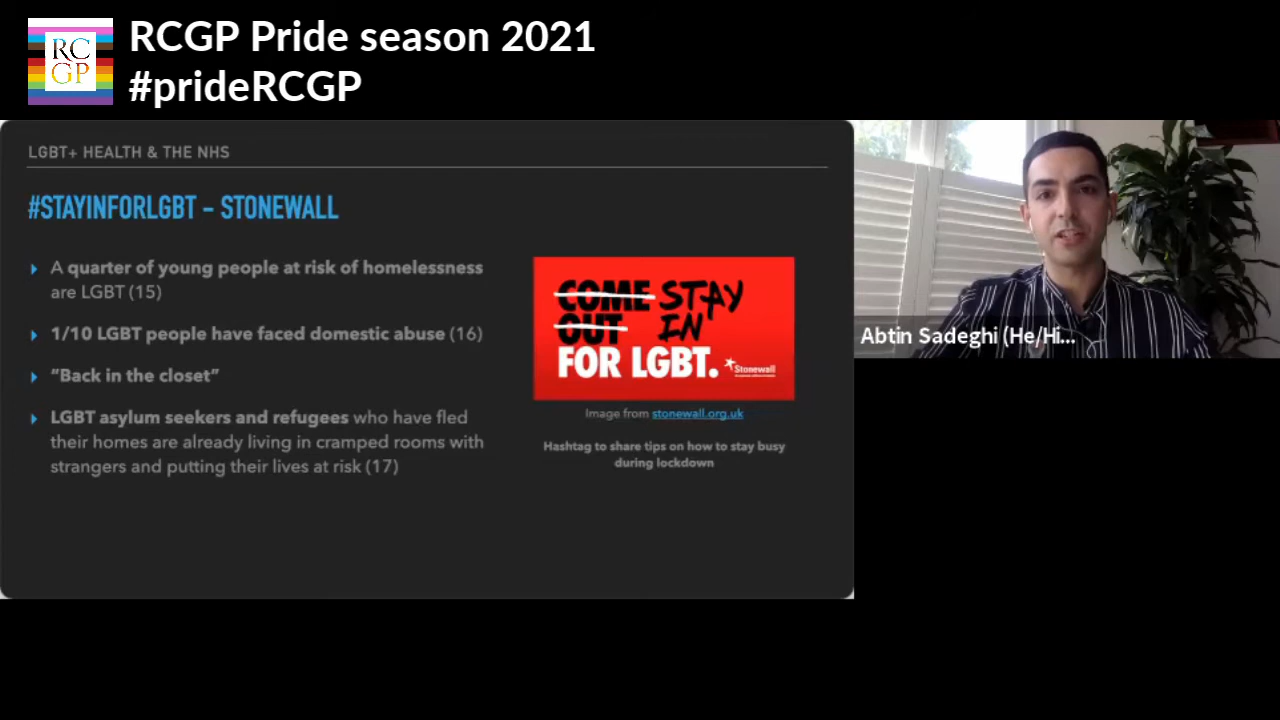 RC
GP
RCGP Pride season 2021
#prideRCGP
LGBT+ HEALTH & THE NHS
#STAYINFORLGBT – STONEWALL
A quarter of young people at risk of homelessness
are LGBT (15)
1/10 LGBT people have faced domestic abuse (16)
“Back in the closet”
LGBT asylum seekers and refugees who have fled
their homes are already living in cramped rooms with
strangers and putting their lives at risk (17)
COME STAY
OUT IN
FOR LGBT.
Stonewall
Image from stonewall.org.uk
Hashtag to share tips on how to stay busy
during lockdown
Abtin Sadeghi (He/Hi...